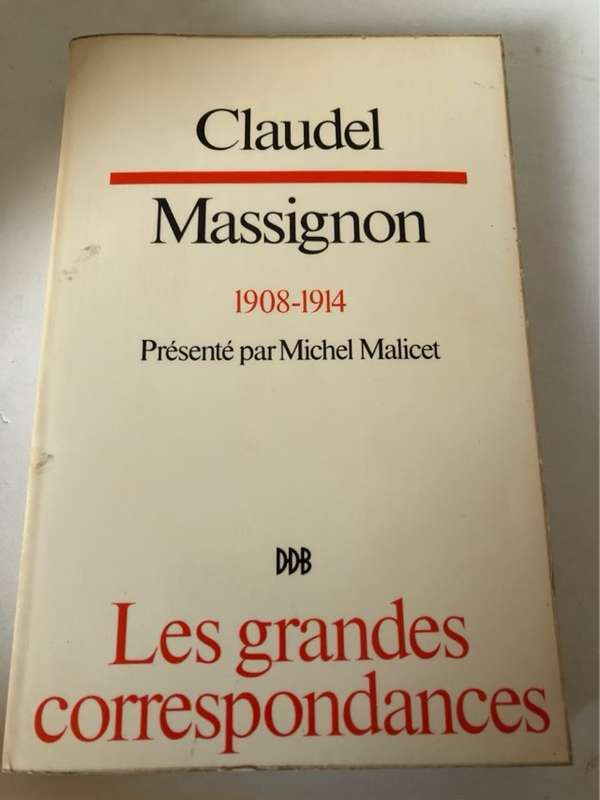 Claudel
Massignon
1908-1914
Présenté par Michel Malicet
DDB
Les grandes
correspondances